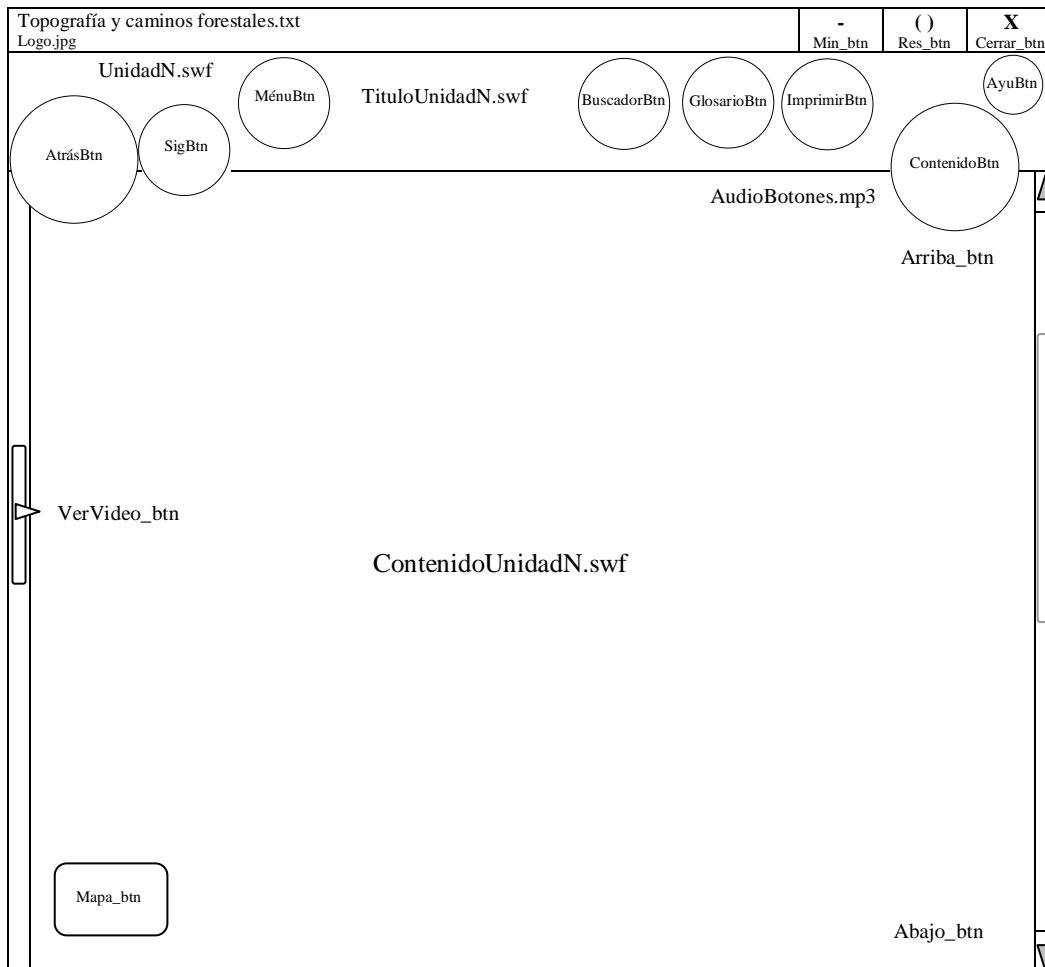 Topografía y caminos forestales.txt
Logo.jpg
-
Min_btn
( )
Res_btn
X
Cerrar_btn
UnidadN.swf
MénuBtn
TituloUnidadN.swf
BuscadorBtn
GlosarioBtn
ImprimirBtn
AyuBtn
AtrásBtn
SigBtn
ContenidoBtn
AudioBotones.mp3
Arriba_btn
VerVideo_btn
ContenidoUnidadN.swf
Mapa_btn
Abajo_btn